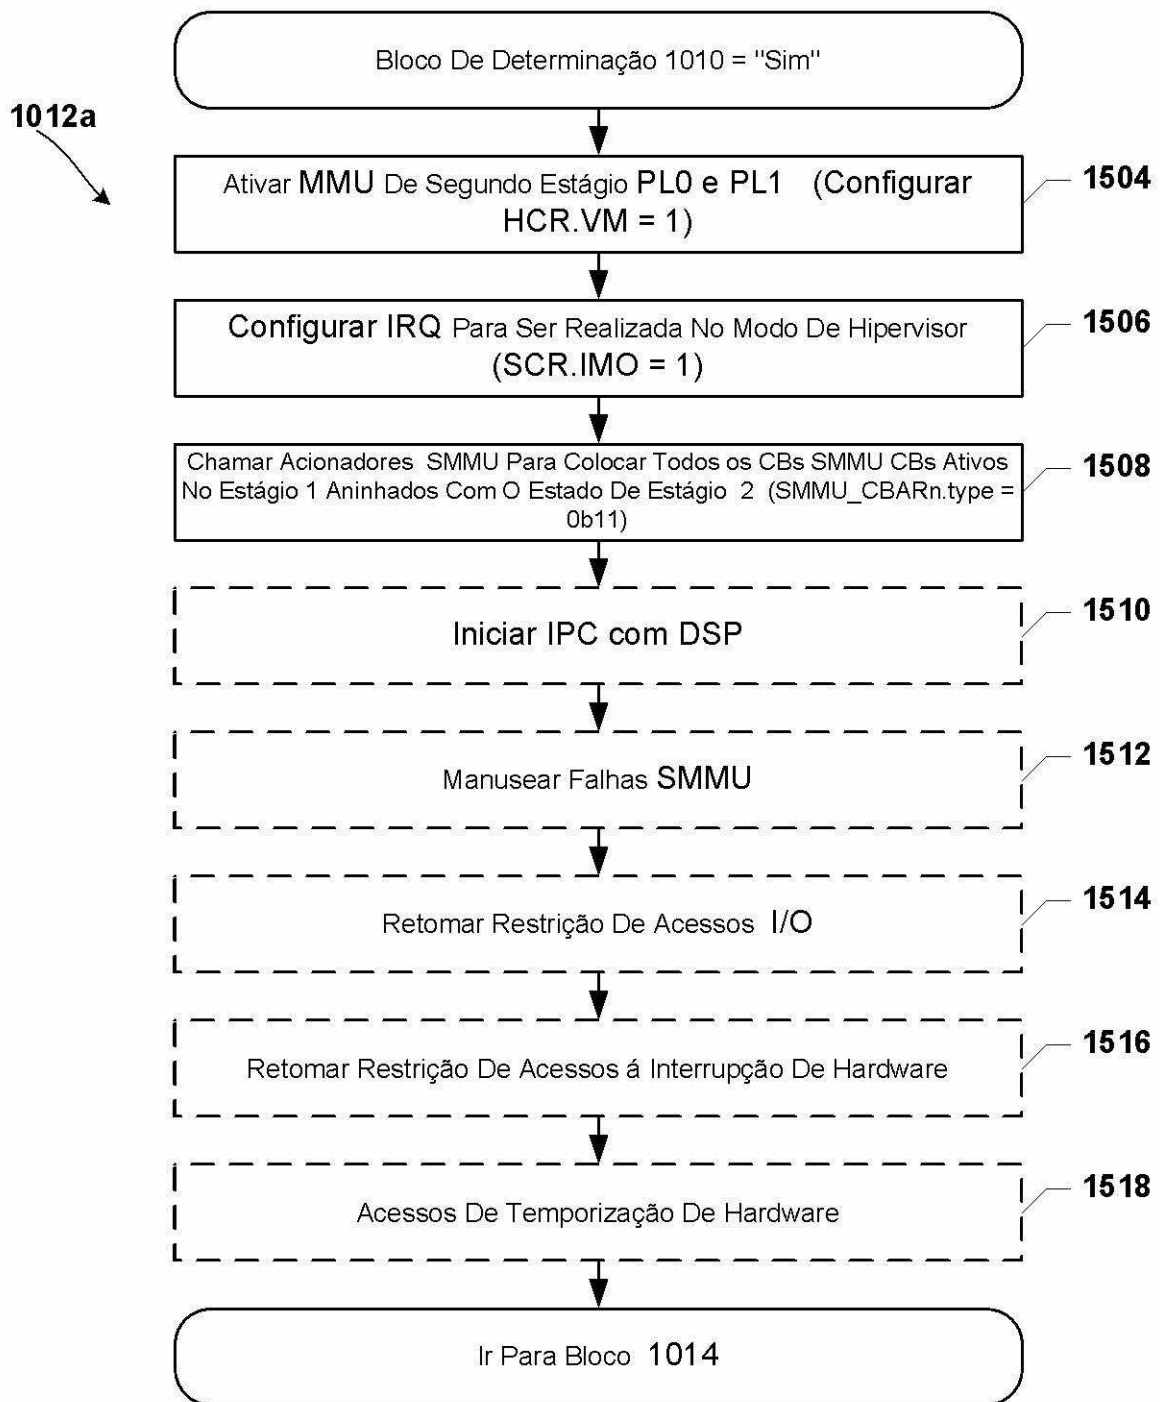 Bloco De Determinação 1010 = "Sim"
1012a
Ativar MMU De Segundo Estágio PL0 e PL1 (Configurar
HCR.VM = 1)
1504
Configurar IRQ Para Ser Realizada No Modo De Hipervisor
(SCR.IMO = 1)
1506
Chamar Acionadores SMMU Para Colocar Todos os CBs SMMU CBs Ativos
No Estágio 1 Aninhados Com O Estado De Estágio 2 (SMMU_CBARn.type =
0b11)
1508
Iniciar IPC com DSP
1510
Manusear Falhas SMMU
1512
Retomar Restrição De Acessos I/O
1514
Retomar Restrição De Acessos á Interrupção De Hardware
1516
Acessos De Temporização De Hardware
1518
Ir Para Bloco 1014